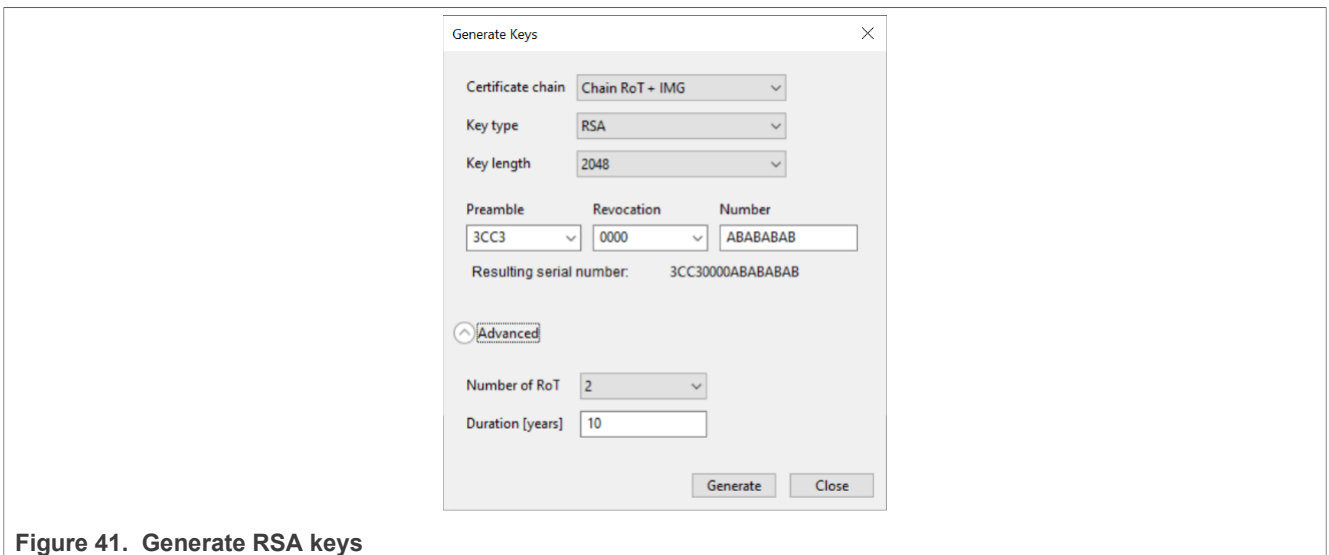 Generate Keys
Certificate chain Chain RoT + IMG
Key type RSA
Key length 2048
Preamble Revocation Number
3CC3 0000 ABABABAB
Resulting serial number: 3CC30000ABABABAB
Advanced
Number of RoT 2
Duration [years] 10
Generate Close
Figure 41. Generate RSA keys